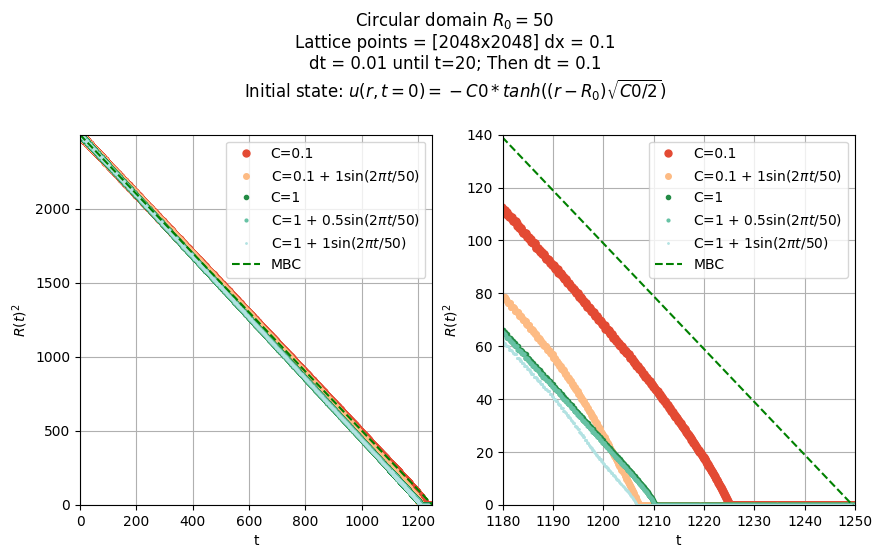 Circular domain $R_0 = 50$
Lattice points = [2048x2048] dx = 0.1
dt = 0.01 until t=20; Then dt = 0.1
Initial state: $u(r, t = 0) = -C0 * tanh((r - R_0)\sqrt{C0/2})$
R(t)²
2000
1500
1000
500
0
0 200 400 600 800 1000 1200
t
C=0.1
C=0.1 + 1sin(2πt/50)
C=1
C=1 + 0.5sin(2πt/50)
C=1 + 1sin(2πt/50)
MBC
R(t)²
140
120
100
80
60
40
20
0
1180 1190 1200 1210 1220 1230 1240 1250
t
C=0.1
C=0.1 + 1sin(2πt/50)
C=1
C=1 + 0.5sin(2πt/50)
C=1 + 1sin(2πt/50)
MBC